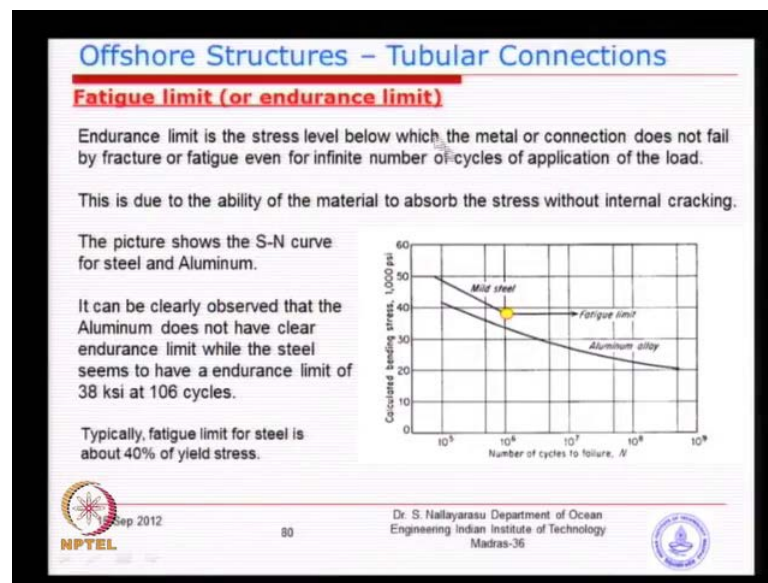 Offshore Structures – Tubular Connections
Fatigue limit (or endurance limit)
Endurance limit is the stress level below which the metal or connection does not fail
by fracture or fatigue even for infinite number of cycles of application of the load.
This is due to the ability of the material to absorb the stress without internal cracking.
The picture shows the S-N curve
for steel and Aluminum.
It can be clearly observed that the
Aluminum does not have clear
endurance limit while the steel
seems to have a endurance limit of
38 ksi at 106 cycles.
Typically, fatigue limit for steel is
about 40% of yield stress.
Calculated bending stress, 1,000 psi
60
50
40
30
20
10
0
Mild steel
Fatigue limit
Aluminum alloy
10⁵ 10⁶ 10⁷ 10⁸ 10⁹
Number of cycles to failure, N
Sep 2012
80
Dr. S. Nallayarasu Department of Ocean
Engineering Indian Institute of Technology
Madras-36
NPTEL